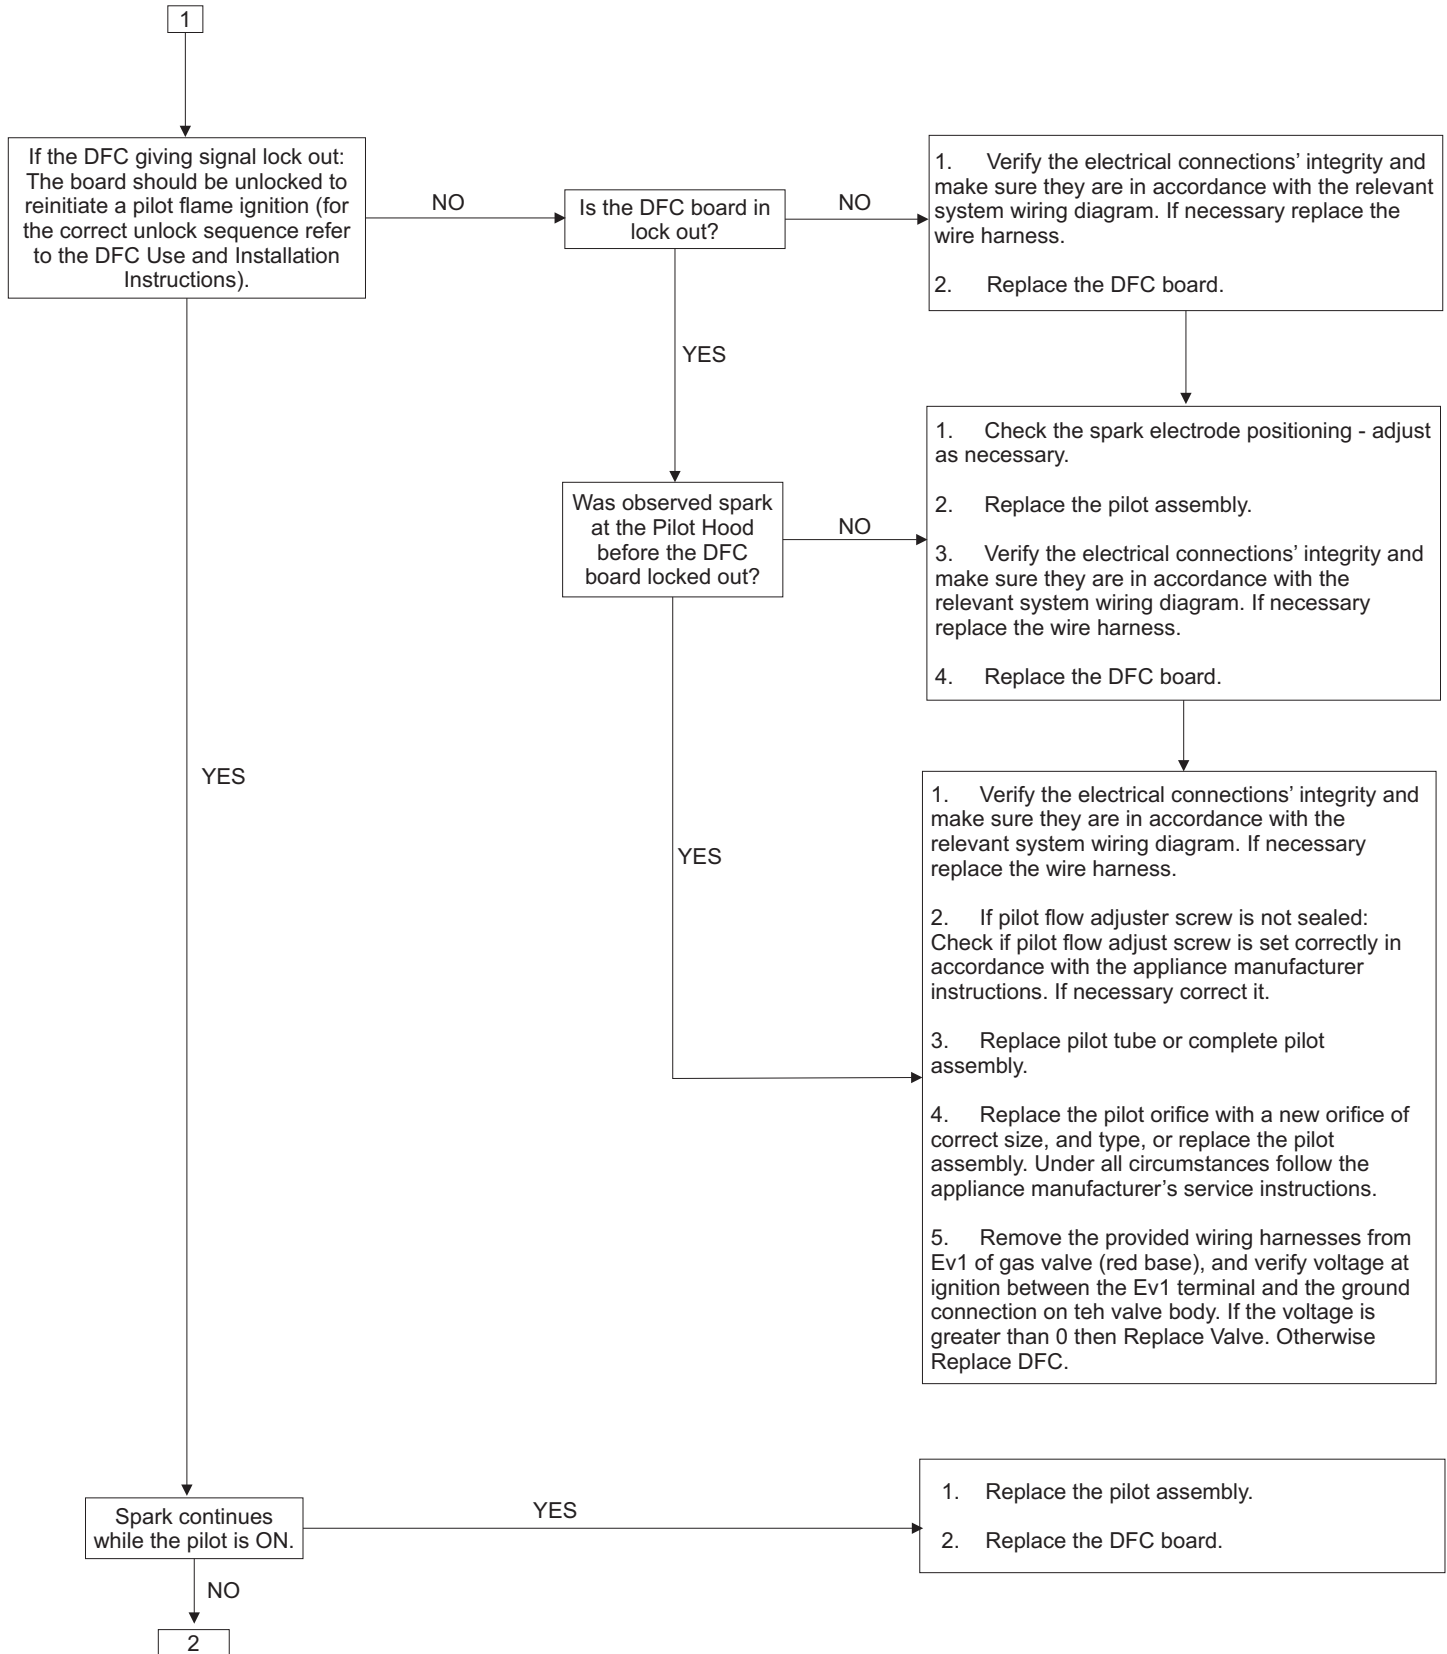 1
If the DFC giving signal lock out:
The board should be unlocked to
reinitiate a pilot flame ignition (for
the correct unlock sequence refer
to the DFC Use and Installation
Instructions).
NO
Is the DFC board in
lock out?
NO
1. Verify the electrical connections’ integrity and
make sure they are in accordance with the relevant
system wiring diagram. If necessary replace the
wire harness.
2. Replace the DFC board.
YES
Was observed spark
at the Pilot Hood
before the DFC
board locked out?
NO
1. Check the spark electrode positioning - adjust
as necessary.
2. Replace the pilot assembly.
3. Verify the electrical connections’ integrity and
make sure they are in accordance with the
relevant system wiring diagram. If necessary
replace the wire harness.
4. Replace the DFC board.
YES
YES
1. Verify the electrical connections’ integrity and
make sure they are in accordance with the
relevant system wiring diagram. If necessary
replace the wire harness.
2. If pilot flow adjuster screw is not sealed:
Check if pilot flow adjust screw is set correctly in
accordance with the appliance manufacturer
instructions. If necessary correct it.
3. Replace pilot tube or complete pilot
assembly.
4. Replace the pilot orifice with a new orifice of
correct size, and type, or replace the pilot
assembly. Under all circumstances follow the
appliance manufacturer’s service instructions.
5. Remove the provided wiring harnesses from
Ev1 of gas valve (red base), and verify voltage at
ignition between the Ev1 terminal and the ground
connection on teh valve body. If the voltage is
greater than 0 then Replace Valve. Otherwise
Replace DFC.
Spark continues
while the pilot is ON.
YES
1. Replace the pilot assembly.
2. Replace the DFC board.
NO
2